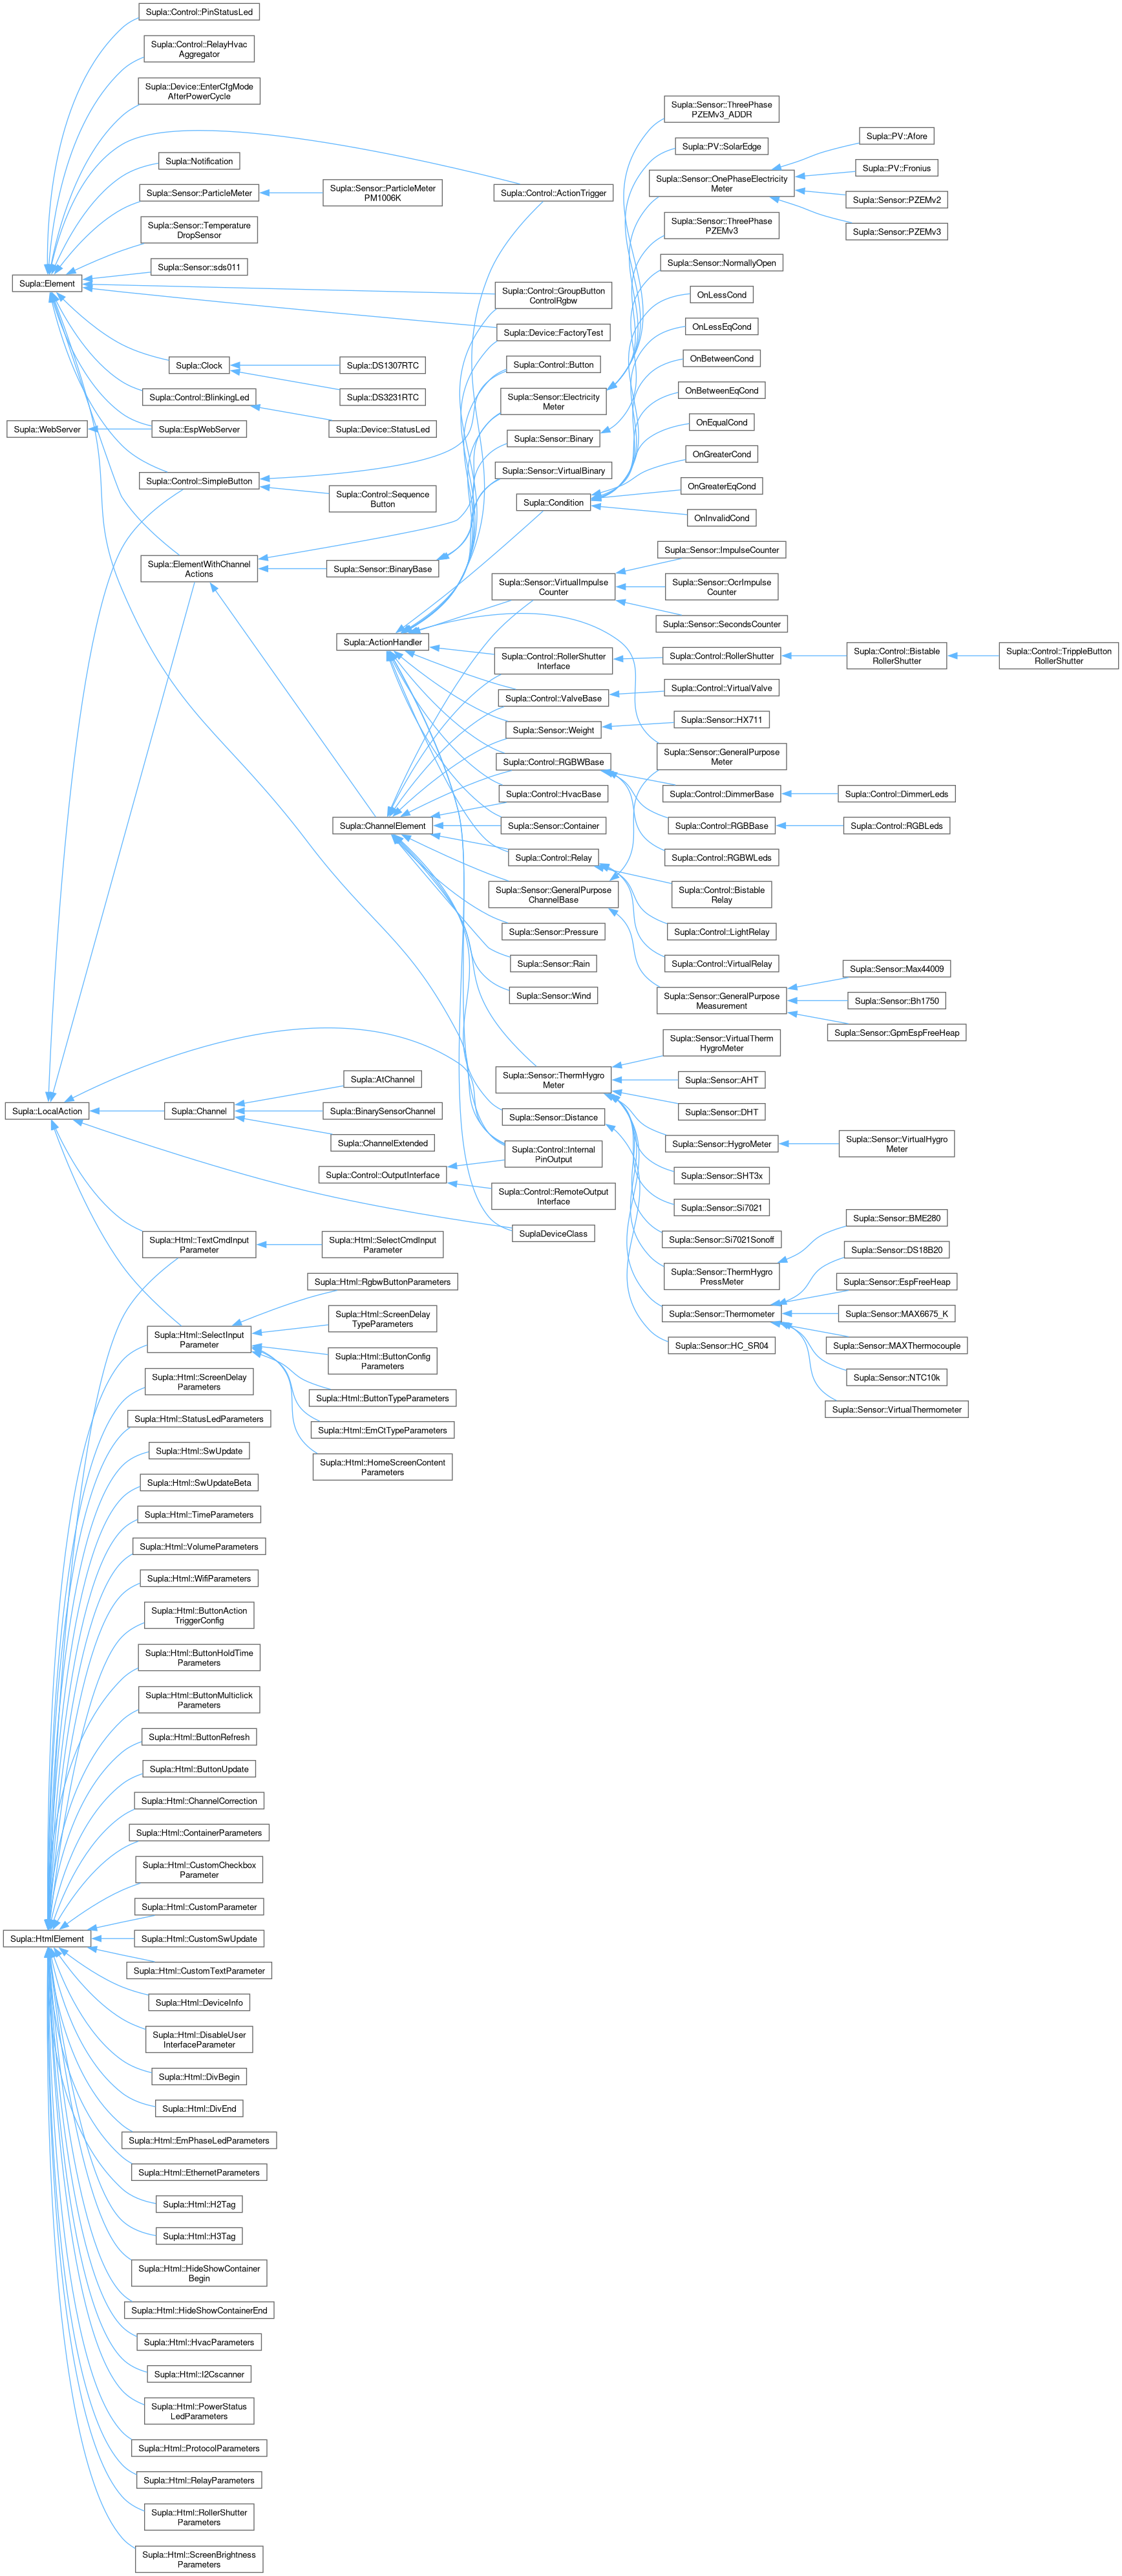 Supla::Control::PinStatusLed
Supla::Control::RelayHvac
Aggregator
Supla::Device::EnterCfgMode
AfterPowerCycle
Supla::Notification
Supla::Sensor::ParticleMeter
Supla::Sensor::Temperature
DropSensor
Supla::Sensor::sds011
Supla::Element
Supla::Clock
Supla::Control::BlinkingLed
Supla::WebServer
Supla::EspWebServer
Supla::Control::SimpleButton
Supla::ElementWithChannel
Actions
Supla::LocalAction
Supla::Channel
Supla::Html::TextCmdInput
Parameter
Supla::Html::SelectInput
Parameter
Supla::Html::ScreenDelay
Parameters
Supla::Html::StatusLedParameters
Supla::Html::SwUpdate
Supla::Html::SwUpdateBeta
Supla::Html::TimeParameters
Supla::Html::VolumeParameters
Supla::Html::WifiParameters
Supla::Html::ButtonAction
TriggerConfig
Supla::Html::ButtonHoldTime
Parameters
Supla::Html::ButtonMulticlick
Parameters
Supla::Html::ButtonRefresh
Supla::Html::ButtonUpdate
Supla::Html::ChannelCorrection
Supla::Html::ContainerParameters
Supla::Html::CustomCheckbox
Parameter
Supla::Html::CustomParameter
Supla::HtmlElement
Supla::Html::CustomSwUpdate
Supla::Html::CustomTextParameter
Supla::Html::DeviceInfo
Supla::Html::DisableUser
InterfaceParameter
Supla::Html::DivBegin
Supla::Html::DivEnd
Supla::Html::EmPhaseLedParameters
Supla::Html::EthernetParameters
Supla::Html::H2Tag
Supla::Html::H3Tag
Supla::Html::HideShowContainer
Begin
Supla::Html::HideShowContainerEnd
Supla::Html::HvacParameters
Supla::Html::I2Cscanner
Supla::Html::PowerStatus
LedParameters
Supla::Html::ProtocolParameters
Supla::Html::RelayParameters
Supla::Html::RollerShutter
Parameters
Supla::Html::ScreenBrightness
Parameters
Supla::Sensor::ParticleMeter
PM1006K
Supla::DS1307RTC
Supla::DS3231RTC
Supla::Device::StatusLed
Supla::Control::Sequence
Button
Supla::Sensor::BinaryBase
Supla::ActionHandler
Supla::ChannelElement
Supla::AtChannel
Supla::BinarySensorChannel
Supla::ChannelExtended
Supla::Control::OutputInterface
Supla::Html::SelectCmdInput
Parameter
Supla::Html::RgbwButtonParameters
Supla::Html::ScreenDelay
TypeParameters
Supla::Html::ButtonConfig
Parameters
Supla::Html::ButtonTypeParameters
Supla::Html::EmCtTypeParameters
Supla::Html::HomeScreenContent
Parameters
Supla::Control::ActionTrigger
Supla::Control::GroupButton
ControlRgbw
Supla::Device::FactoryTest
Supla::Control::Button
Supla::Sensor::Electricity
Meter
Supla::Sensor::Binary
Supla::Sensor::VirtualBinary
Supla::Condition
Supla::Sensor::VirtualImpulse
Counter
Supla::Control::RollerShutter
Interface
Supla::Control::ValveBase
Supla::Sensor::Weight
Supla::Control::RGBWBase
Supla::Control::HvacBase
Supla::Sensor::Container
Supla::Control::Relay
Supla::Sensor::GeneralPurpose
ChannelBase
Supla::Sensor::Pressure
Supla::Sensor::Rain
Supla::Sensor::Wind
Supla::Sensor::ThermHygro
Meter
Supla::Sensor::Distance
Supla::Control::Internal
PinOutput
Supla::Control::RemoteOutput
Interface
SuplaDeviceClass
Supla::Sensor::ThreePhase
PZEMv3_ADDR
Supla::PV::SolarEdge
Supla::Sensor::OnePhaseElectricity
Meter
Supla::Sensor::ThreePhase
PZEMv3
Supla::Sensor::NormallyOpen
OnLessCond
OnLessEqCond
OnBetweenCond
OnBetweenEqCond
OnEqualCond
OnGreaterCond
OnGreaterEqCond
OnInvalidCond
Supla::Sensor::ImpulseCounter
Supla::Sensor::OcrImpulse
Counter
Supla::Sensor::SecondsCounter
Supla::Control::RollerShutter
Supla::Control::VirtualValve
Supla::Sensor::HX711
Supla::Sensor::GeneralPurpose
Meter
Supla::Control::DimmerBase
Supla::Control::RGBBase
Supla::Control::RGBWLeds
Supla::Control::Bistable
Relay
Supla::Control::LightRelay
Supla::Control::VirtualRelay
Supla::Sensor::GeneralPurpose
Measurement
Supla::Sensor::VirtualTherm
HygroMeter
Supla::Sensor::AHT
Supla::Sensor::DHT
Supla::Sensor::HygroMeter
Supla::Sensor::SHT3x
Supla::Sensor::Si7021
Supla::Sensor::Si7021Sonoff
Supla::Sensor::ThermHygro
PressMeter
Supla::Sensor::Thermometer
Supla::Sensor::HC_SR04
Supla::PV::Afore
Supla::PV::Fronius
Supla::Sensor::PZEMv2
Supla::Sensor::PZEMv3
Supla::Control::Bistable
RollerShutter
Supla::Control::TrippleButton
RollerShutter
Supla::Control::DimmerLeds
Supla::Control::RGBLeds
Supla::Sensor::Max44009
Supla::Sensor::Bh1750
Supla::Sensor::GpmEspFreeHeap
Supla::Sensor::VirtualHygro
Meter
Supla::Sensor::BME280
Supla::Sensor::DS18B20
Supla::Sensor::EspFreeHeap
Supla::Sensor::MAX6675_K
Supla::Sensor::MAXThermocouple
Supla::Sensor::NTC10k
Supla::Sensor::VirtualThermometer